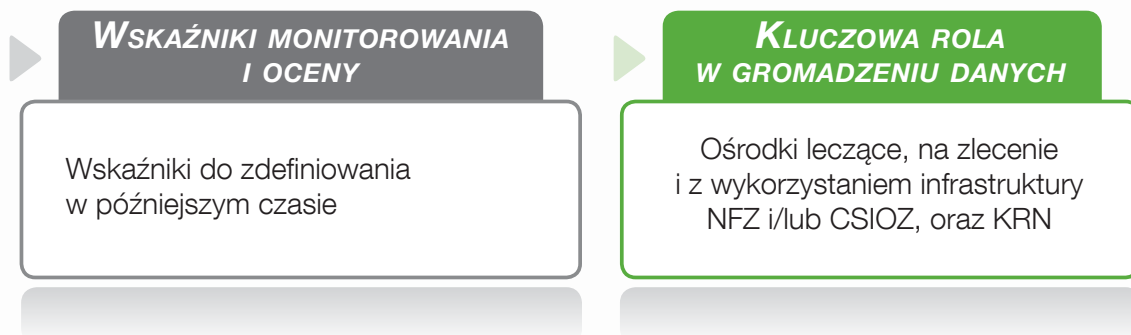 WSKAŹNIKI MONITOROWANIA
I OCENY
Wskaźniki do zdefiniowania
w późniejszym czasie
KLUCZOWA ROLA
W GROMADZENIU DANYCH
Ośrodki leczące, na zlecenie
i z wykorzystaniem infrastruktury
NFZ i/lub CSIOZ, oraz KRN